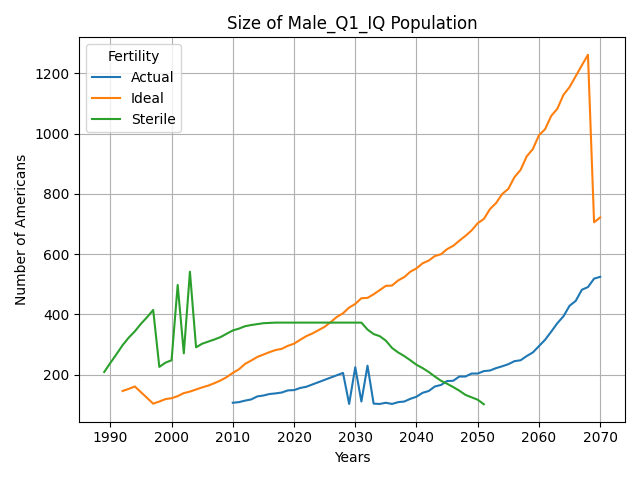 Size of Male_Q1_IQ Population
Fertility
Actual
Ideal
Sterile
Number of Americans
1200
1000
800
600
400
200
1990 2000 2010 2020 2030 2040 2050 2060 2070
Years